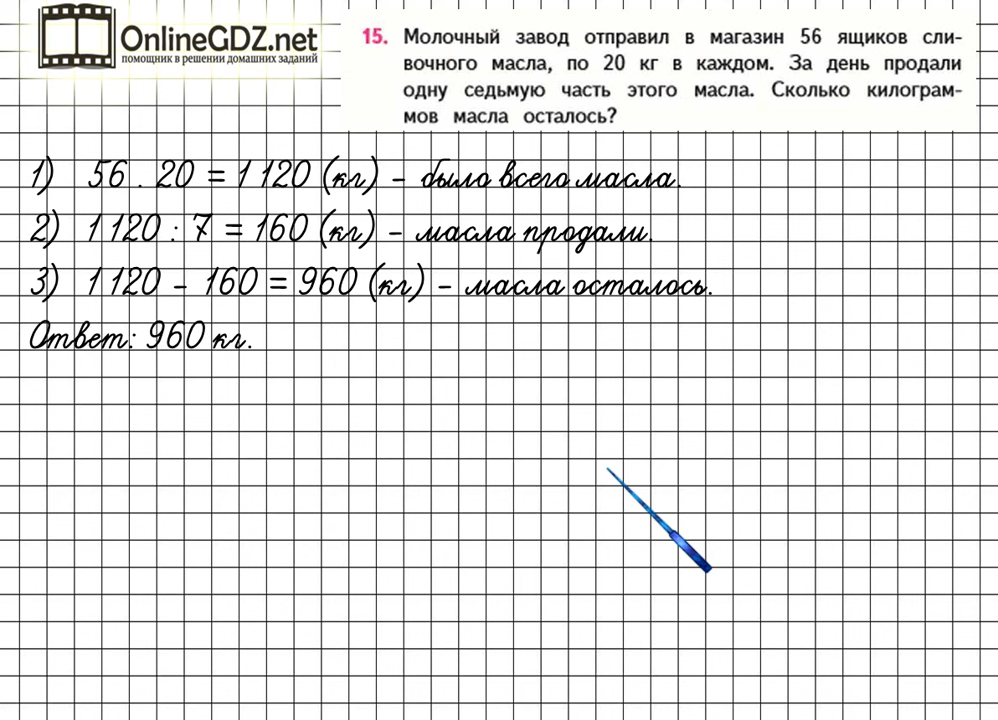 OnlineGDZ.net
помощник в решении домашних заданий
15. Молочный завод отправил в магазин 56 ящиков сли-
вочного масла, по 20 кг в каждом. За день продали
одну седьмую часть этого масла. Сколько килограм-
мов масла осталось?
1) 56 . 20 = 1 120 (кг) – было всего масла.
2) 1 120 : 7 = 160 (кг) – масла продали.
3) 1 120 – 160 = 960 (кг) – масла осталось.
Ответ: 960 кг.